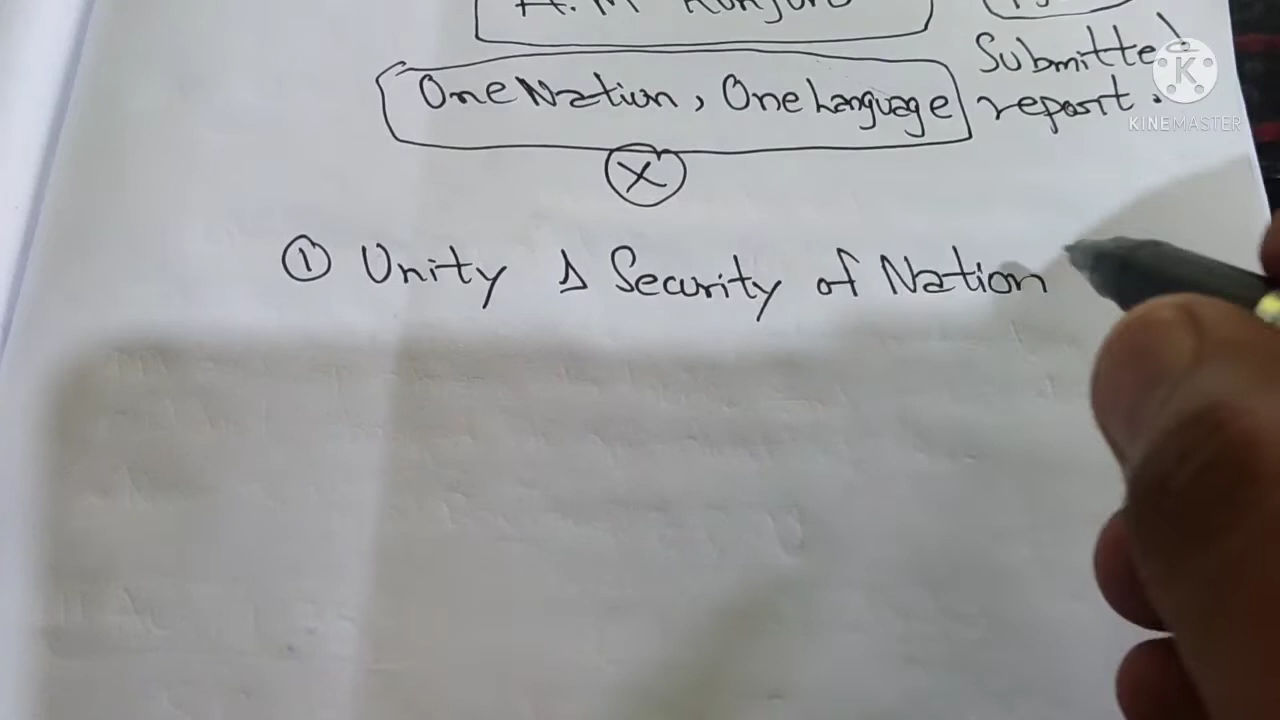 Submitted
One Nation, One Language
report.
KINEMASTER
X
① Unity & Security of Nation